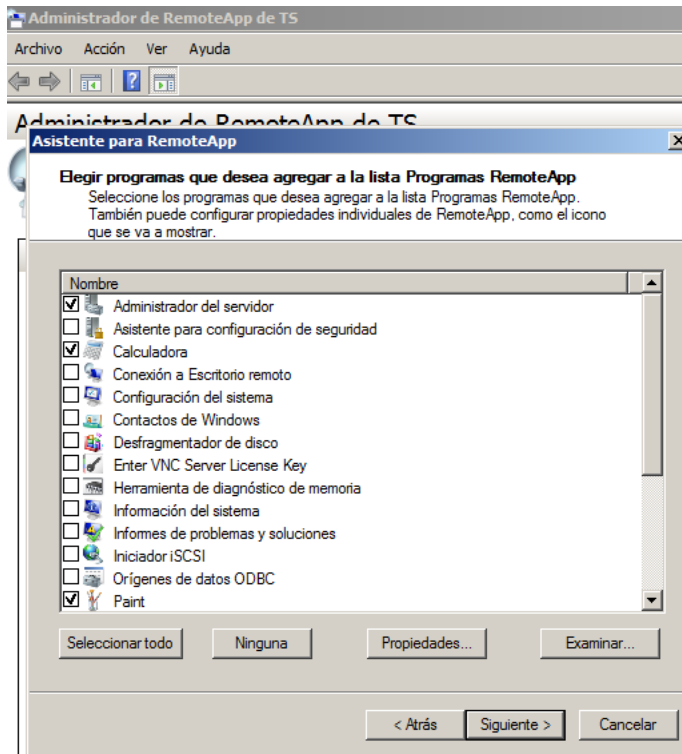 Administrador de RemoteApp de TS
Archivo Acción Ver Ayuda
Administrador de RemoteApp de TS
Asistente para RemoteApp
Elegir programas que desea agregar a la lista Programas RemoteApp
Seleccione los programas que desea agregar a la lista Programas RemoteApp.
También puede configurar propiedades individuales de RemoteApp, como el icono
que se va a mostrar.
Nombre
Administrador del servidor
Asistente para configuración de seguridad
Calculadora
Conexión a Escritorio remoto
Configuración del sistema
Contactos de Windows
Desfragmentador de disco
Enter VNC Server License Key
Herramienta de diagnóstico de memoria
Información del sistema
Informes de problemas y soluciones
Iniciador iSCSI
Orígenes de datos ODBC
Paint
Seleccionar todo Ninguna Propiedades... Examinar...
< Atrás Siguiente > Cancelar